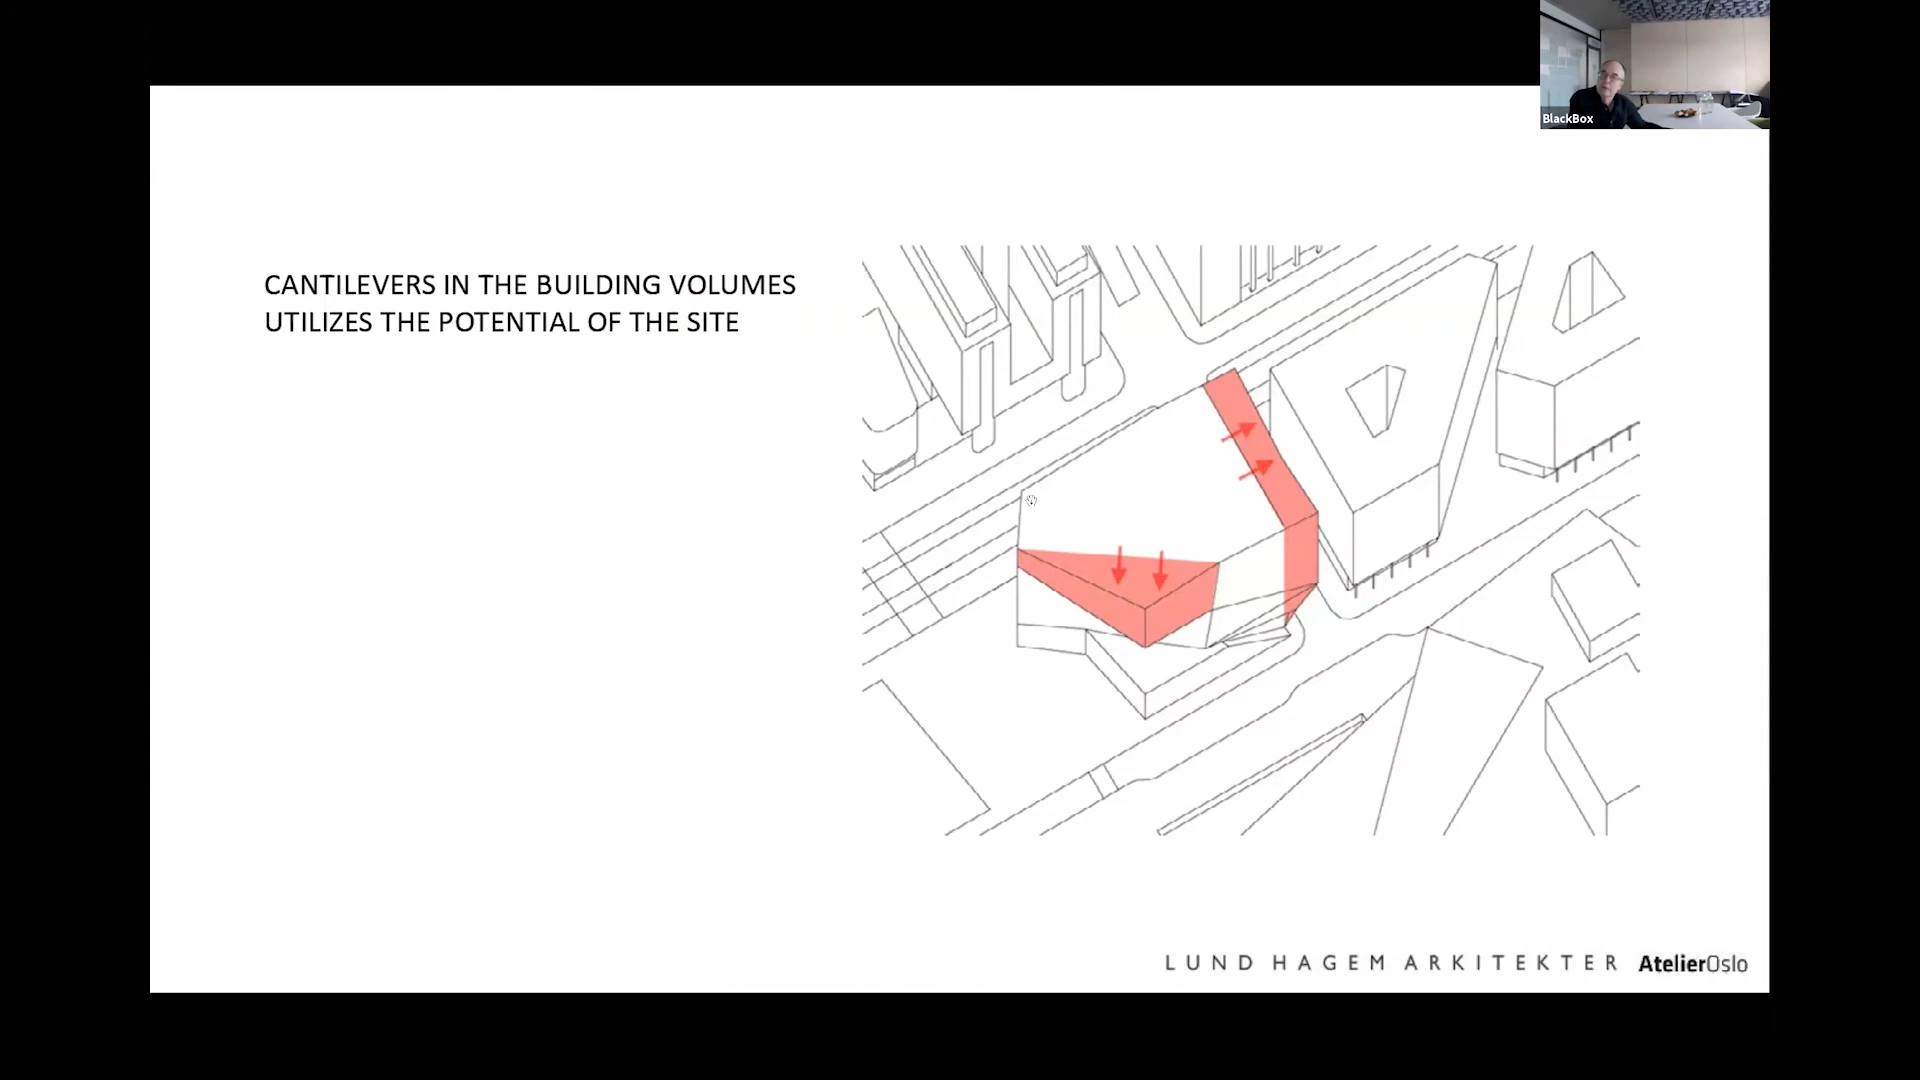 BlackBox
CANTILEVERS IN THE BUILDING VOLUMES
UTILIZES THE POTENTIAL OF THE SITE
LUND HAGEM ARKITEKTER AtelierOslo